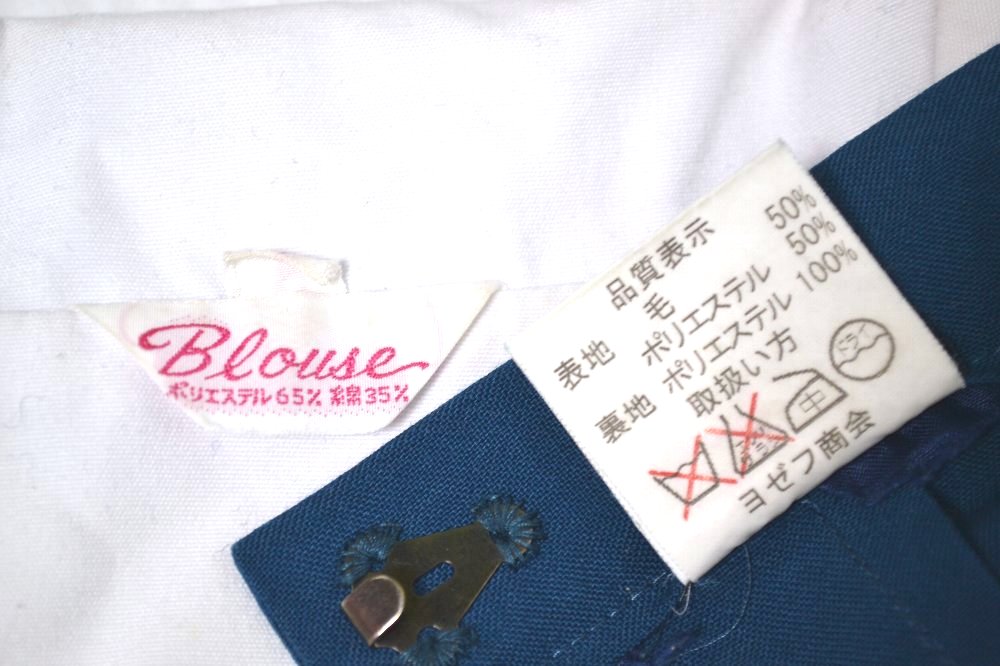 Blouse
ポリエステル65% 綿35%
品質表示
表地 毛 50%
ポリエステル 50%
裏地 ポリエステル 100%
取扱い方
ドライ
ヨゼフ商会